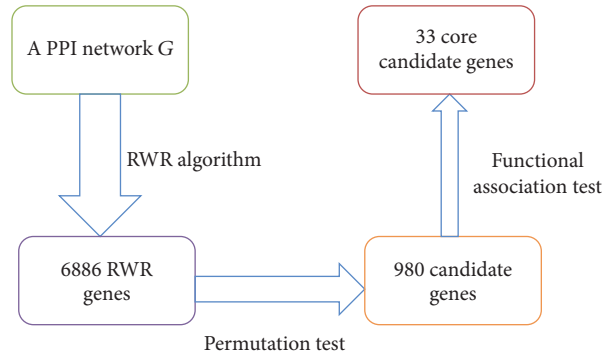 A PPI network G
RWR algorithm
6886 RWR
genes
Permutation test
980 candidate
genes
Functional
association test
33 core
candidate genes